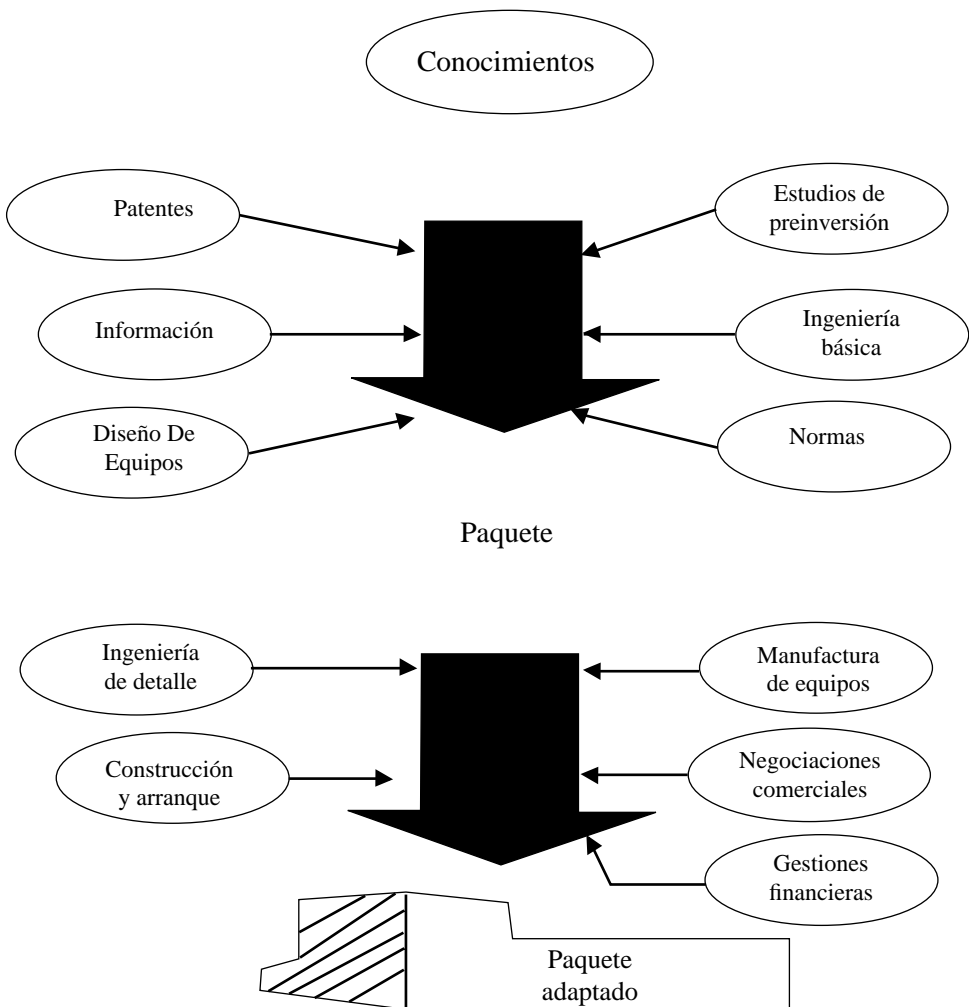 Conocimientos
Patentes
Estudios de
preinversión
Información
Ingeniería
básica
Diseño De
Equipos
Normas
Paquete
Ingeniería
de detalle
Manufactura
de equipos
Construcción
y arranque
Negociaciones
comerciales
Gestiones
financieras
Paquete
adaptado